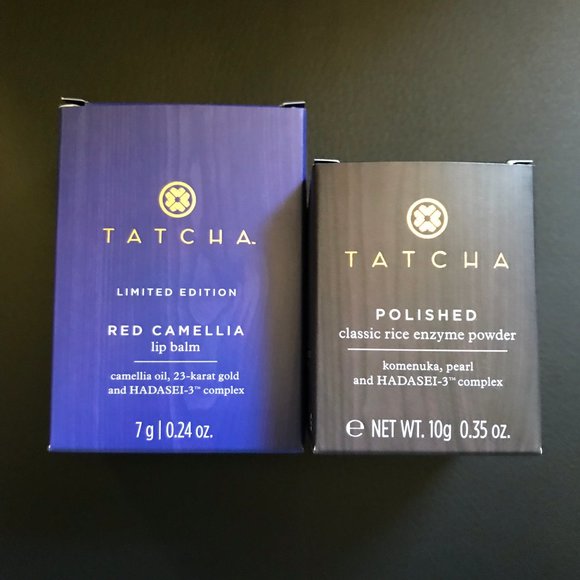 TATCHA™
LIMITED EDITION
RED CAMELLIA
lip balm
camellia oil, 23-karat gold
and HADASEI-3™ complex
7 g | 0.24 oz.
TATCHA
POLISHED
classic rice enzyme powder
komenuka, pearl
and HADASEI-3™ complex
℮ NET WT. 10g 0.35 oz.